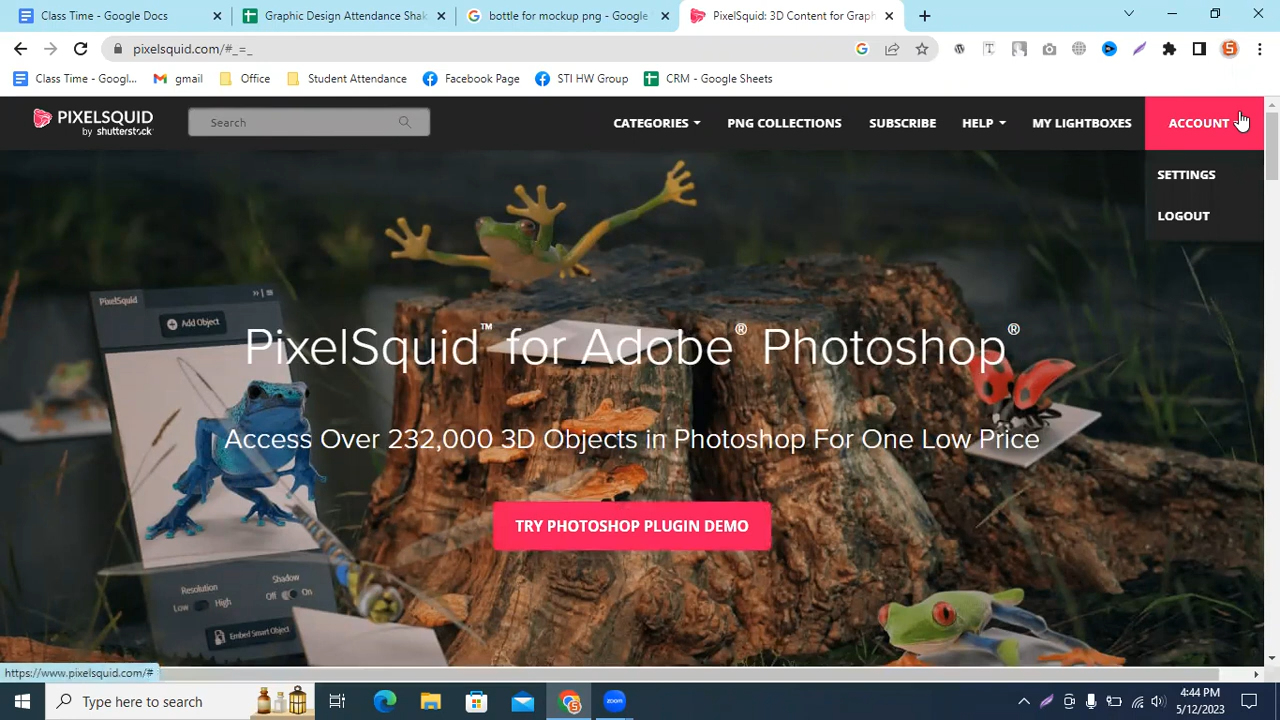 Class Time - Google Docs
Graphic Design Attendance Shak
bottle for mockup png - Google
PixelSquid: 3D Content for Graph
pixelsquid.com/#_=_
Class Time - Googl...
gmail
Office
Student Attendance
Facebook Page
STI HW Group
CRM - Google Sheets
PIXELSQUID
by shutterstock
Search
CATEGORIES
PNG COLLECTIONS
SUBSCRIBE
HELP
MY LIGHTBOXES
ACCOUNT
SETTINGS
LOGOUT
PixelSquid
Add Object
PixelSquid™ for Adobe® Photoshop®
Access Over 232,000 3D Objects in Photoshop For One Low Price
TRY PHOTOSHOP PLUGIN DEMO
Resolution
Low High
Shadow
Off On
Embed Smart Object
https://www.pixelsquid.com/#
Type here to search
zoom
4:44 PM
5/12/2023